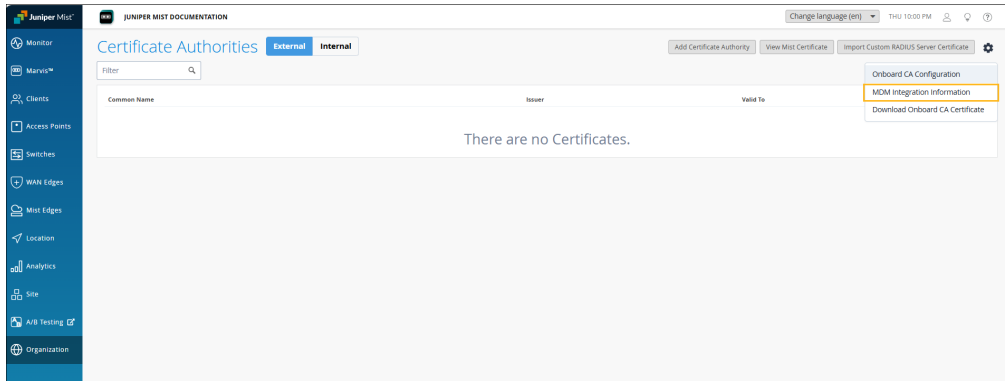 Juniper Mist™
JUNIPER MIST DOCUMENTATION
Change language (en)
THU 10:00 PM
Monitor
Marvis™
Clients
Access Points
Switches
WAN Edges
Mist Edges
Location
Analytics
Site
A/B Testing
Organization
Certificate Authorities
External
Internal
Add Certificate Authority
View Mist Certificate
Import Custom RADIUS Server Certificate
Filter
Onboard CA Configuration
MDM Integration Information
Download Onboard CA Certificate
Common Name
Issuer
Valid To
There are no Certificates.